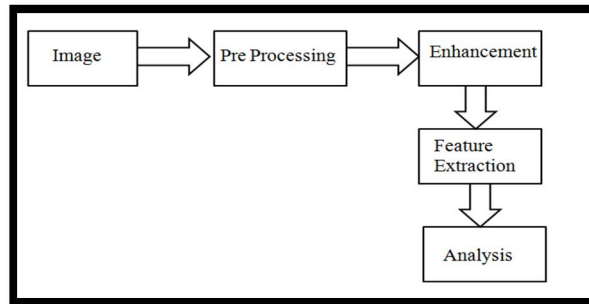 Image
Pre Processing
Enhancement
Feature
Extraction
Analysis